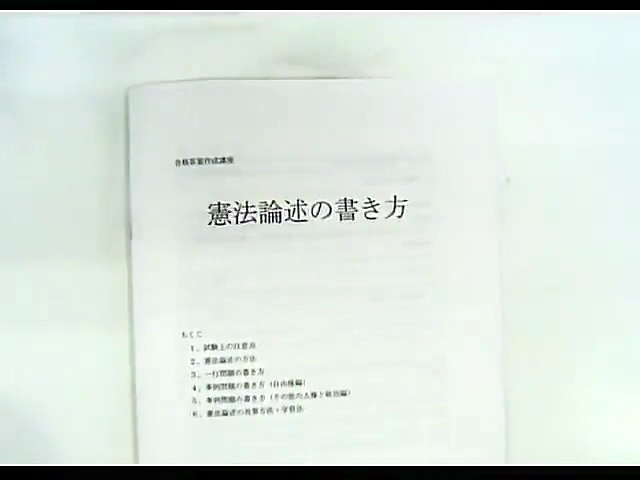 合格答案作成講座
憲法論述の書き方
もくじ
1、試験上の注意点
2、憲法論述の方法
3、一行問題の書き方
4、事例問題の書き方（自由権編）
5、事例問題の書き方（その他の人権と統治編）
6、憲法論述の対策方法・学習法